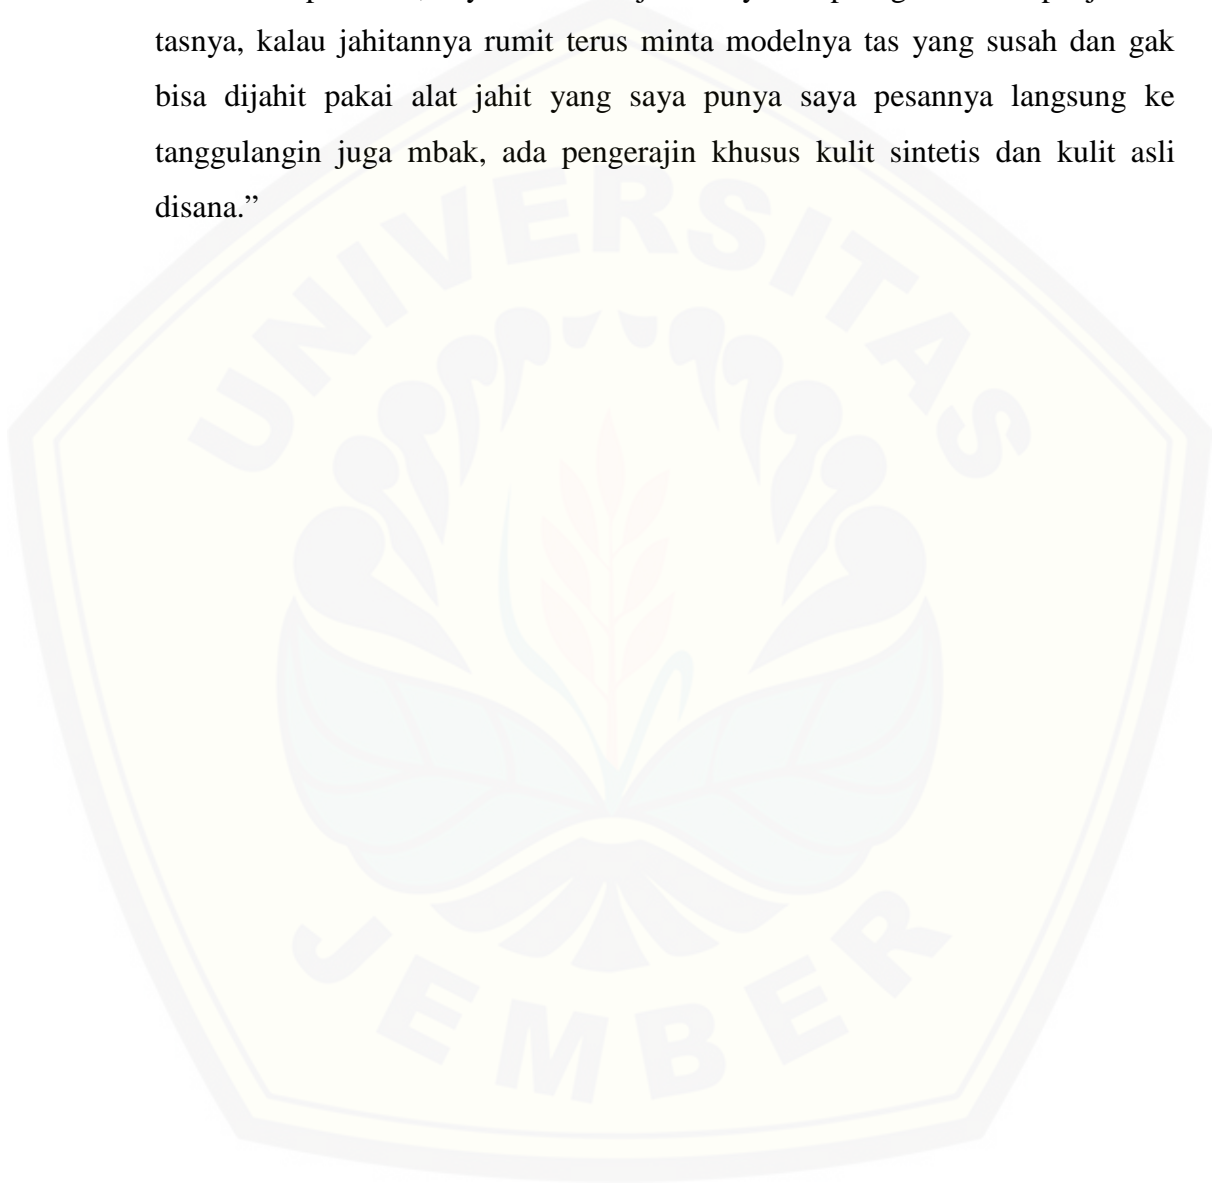 tasnya, kalau jahitannya rumit terus minta modelnya tas yang susah dan gak
bisa dijahit pakai alat jahit yang saya punya saya pesannya langsung ke
tanggulangin juga mbak, ada pengerajin khusus kulit sintetis dan kulit asli
disana.”
UNIVERSITAS
JEMBER